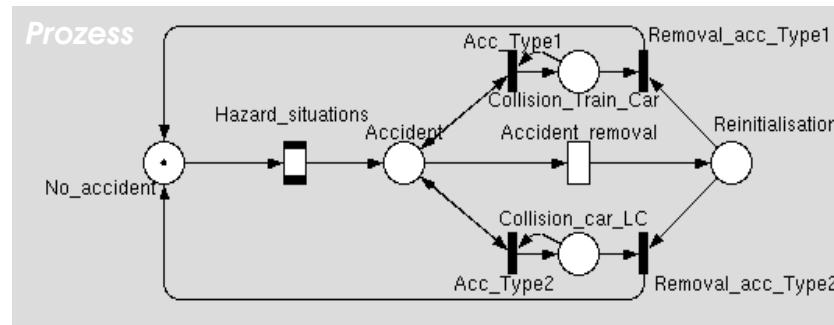 Prozess
Acc_Type1
Removal_acc_Type1
Hazard_situations
Collision_Train_Car
Accident
Accident_removal
Reinitialisation
No_accident
Collision_car_LC
Acc_Type2
Removal_acc_Type2